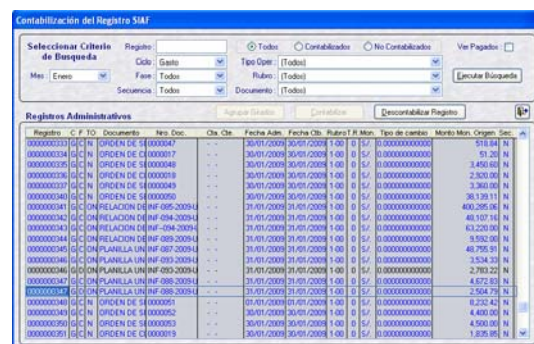 Contabilización del Registro SIAF
Seleccionar Criterio de Busqueda
Registro :
Todos Contabilizados No Contabilizados
Ver Pagados :
Ciclo : Gasto
Tipo Oper : (Todos)
Mes : Enero
Fase : Todos
Rubro : (Todos)
Ejecutar Búsqueda
Secuencia : Todos
Documento : (Todos)
Registros Administrativos
Contabilizar
Descontabilizar Registro
Registro C F TO Documento Nro. Doc. Cta. Cte. Fecha Adm. Fecha Ctb. Rubro T.R. Mon. Tipo de cambio Monto Mon. Origen Sec.
0000000333 G C N ORDEN DE SE 0000047 - - 30/01/2009 30/01/2009 1-00 0 S/. 0.000000000000 518.84 N
0000000334 G C N ORDEN DE C 0000017 - - 30/01/2009 30/01/2009 1-00 0 S/. 0.000000000000 51.20 N
0000000335 G C N ORDEN DE SE 0000048 - - 30/01/2009 30/01/2009 1-00 0 S/. 0.000000000000 3,450.68 N
0000000336 G C N ORDEN DE C 0000018 - - 30/01/2009 30/01/2009 1-00 0 S/. 0.000000000000 2,920.00 N
0000000337 G C N ORDEN DE SE 0000049 - - 30/01/2009 30/01/2009 1-00 0 S/. 0.000000000000 3,360.00 N
0000000340 G C N ORDEN DE SE 0000050 - - 30/01/2009 30/01/2009 1-00 0 S/. 0.000000000000 38,139.11 N
0000000341 G C ON RELACION DE INF-085-2009-U - - 31/01/2009 31/01/2009 1-00 0 S/. 0.000000000000 400,295.06 N
0000000342 G C ON RELACION DE INF-094-2009-U - - 31/01/2009 31/01/2009 1-00 0 S/. 0.000000000000 48,107.16 N
0000000343 G C ON RELACION DE INF-094-2009-U - - 31/01/2009 31/01/2009 1-00 0 S/. 0.000000000000 63,220.00 N
0000000344 G C ON RELACION DE INF-089-2009-U - - 31/01/2009 31/01/2009 1-00 0 S/. 0.000000000000 9,592.00 N
0000000345 G C ON PLANILLA UN INF-087-2009-U - - 31/01/2009 31/01/2009 1-00 0 S/. 0.000000000000 48,755.91 N
0000000346 G C ON PLANILLA UN INF-093-2009-U - - 31/01/2009 31/01/2009 1-00 0 S/. 0.000000000000 3,534.33 N
0000000346 G D ON PLANILLA UN INF-093-2009-U - - 31/01/2009 31/01/2009 1-00 0 S/. 0.000000000000 2,783.22 N
0000000347 G C ON PLANILLA UN INF-088-2009-U - - 31/01/2009 31/01/2009 1-00 0 S/. 0.000000000000 4,672.83 N
0000000347 G D ON PLANILLA UN INF-088-2009-U - - 31/01/2009 31/01/2009 1-00 0 S/. 0.000000000000 2,504.79 N
0000000348 G C N ORDEN DE SE 0000051 - - 01/01/2009 01/01/2009 1-00 0 S/. 0.000000000000 8,232.42 N
0000000349 G C N ORDEN DE SE 0000052 - - 30/01/2009 30/01/2009 1-00 0 S/. 0.000000000000 4,400.00 N
0000000350 G C N ORDEN DE SE 0000053 - - 30/01/2009 30/01/2009 1-00 0 S/. 0.000000000000 4,500.00 N
0000000351 G C N ORDEN DE C 0000019 - - 30/01/2009 30/01/2009 1-00 0 S/. 0.000000000000 1,835.85 N